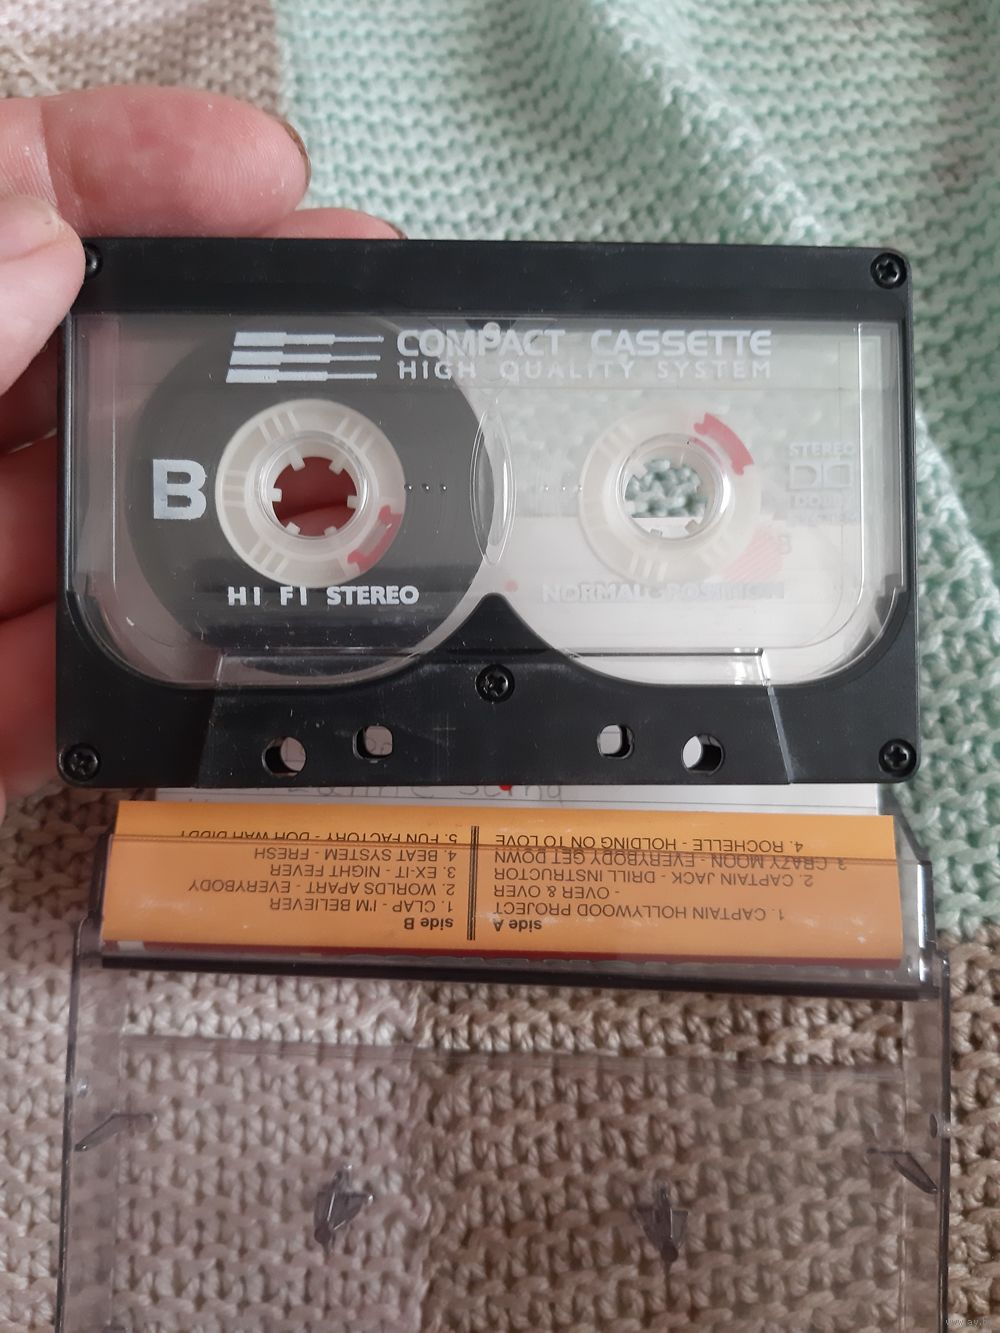 COMPACT CASSETTE
HIGH QUALITY SYSTEM
B
STEREO
HI FI STEREO
NORMAL POSITION
side A
1. CAPTAIN HOLLYWOOD PROJECT
- OVER & OVER
2. CAPTAIN JACK - DRILL INSTRUCTOR
3. CRAZY MOON - EVERYBODY GET DOWN
4. ROCHELLE - HOLDING ON TO LOVE
side B
1. CLAP - I'M BELIEVER
2. WORLDS APART - EVERYBODY
3. EX-IT - NIGHT FEVER
4. BEAT SYSTEM - FRESH
5. FUN FACTORY - DOH WAH DIDDY